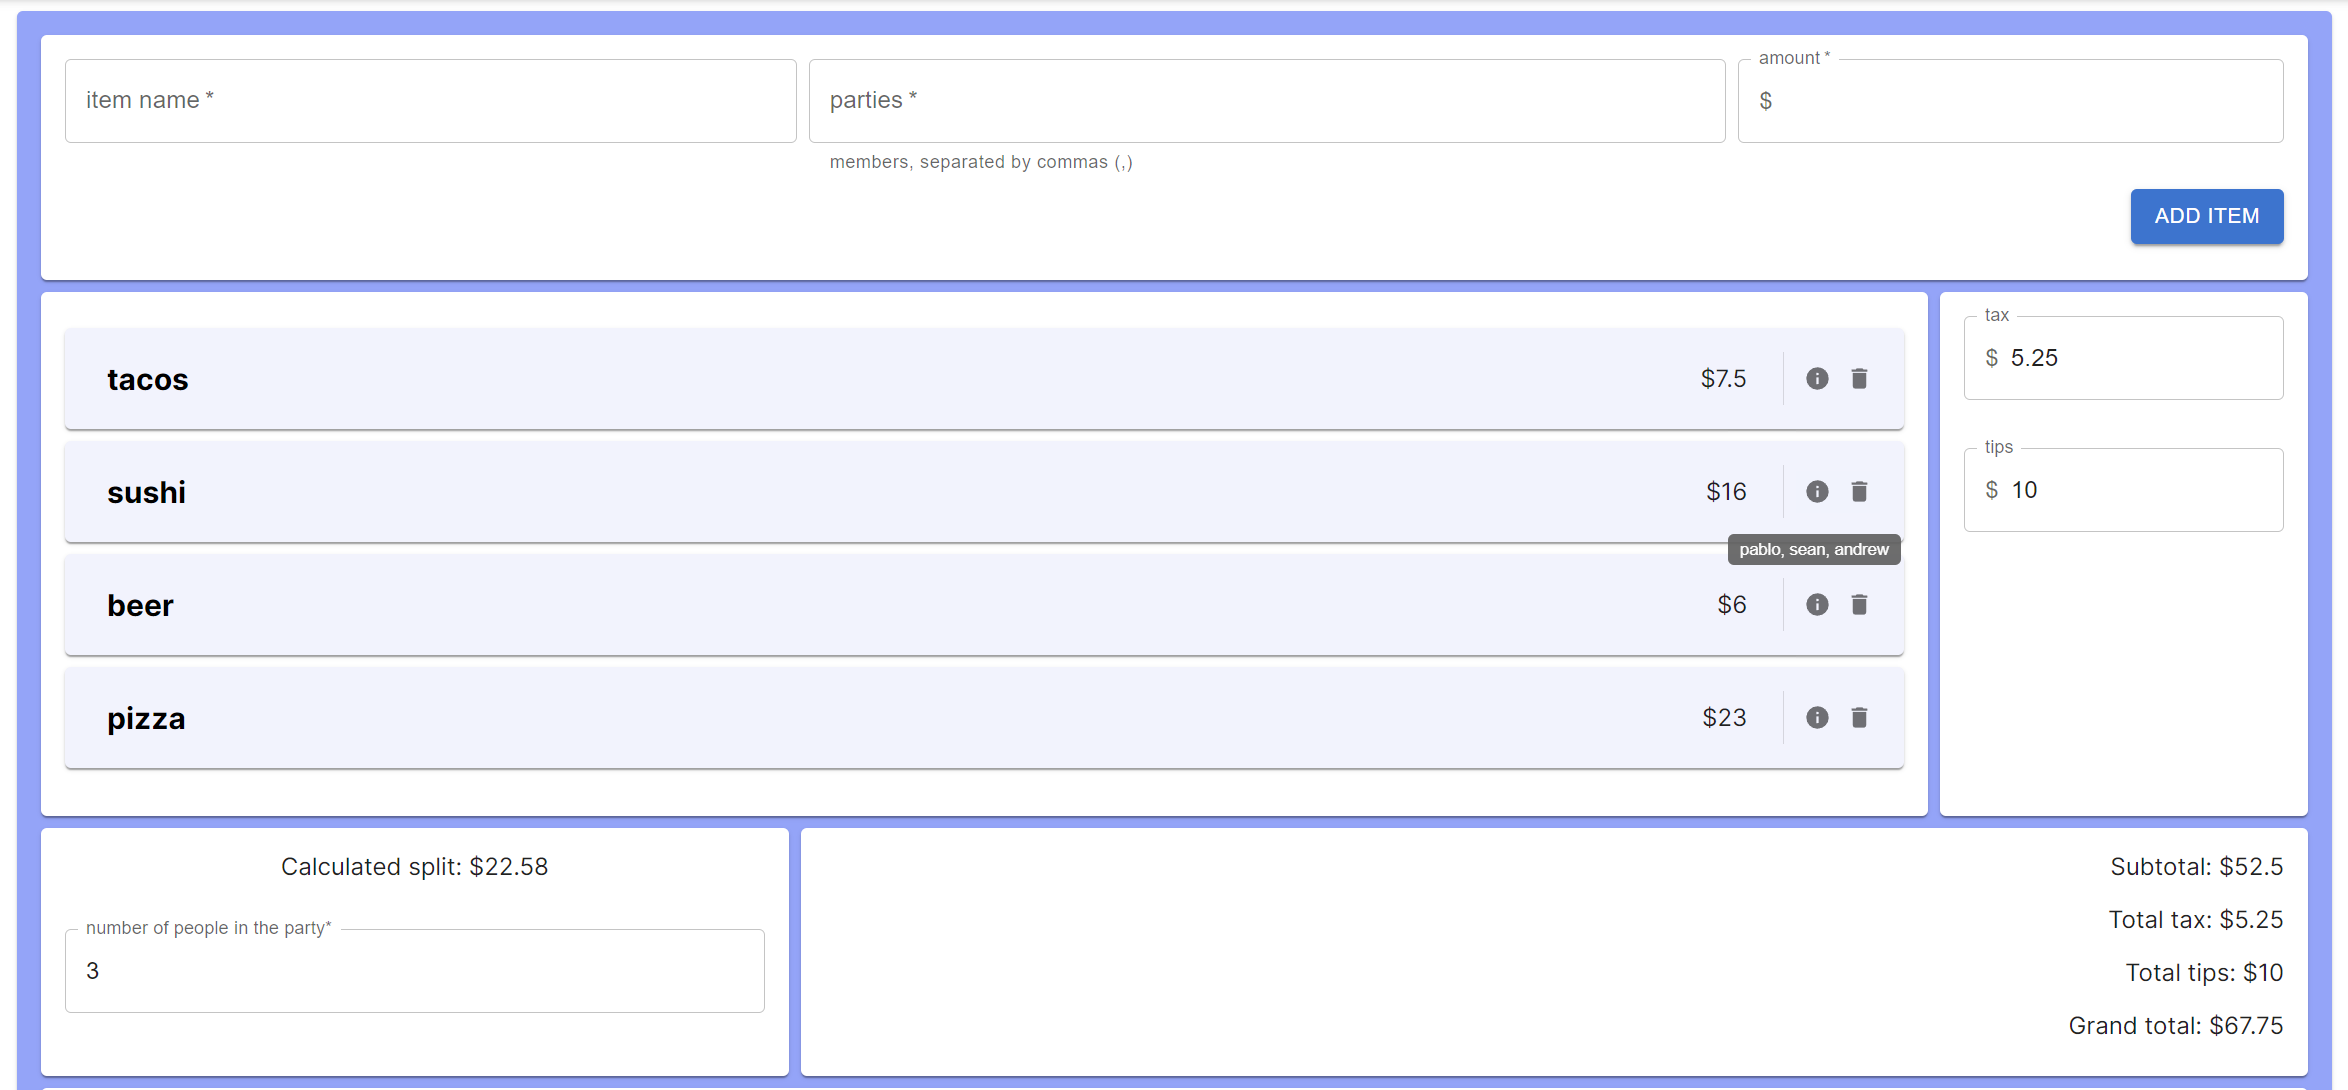 item name *
parties *
amount *
$
members, separated by commas (,)
ADD ITEM
tacos
$7.5
sushi
$16
pablo, sean, andrew
beer
$6
pizza
$23
tax
$ 5.25
tips
$ 10
Calculated split: $22.58
number of people in the party*
3
Subtotal: $52.5
Total tax: $5.25
Total tips: $10
Grand total: $67.75